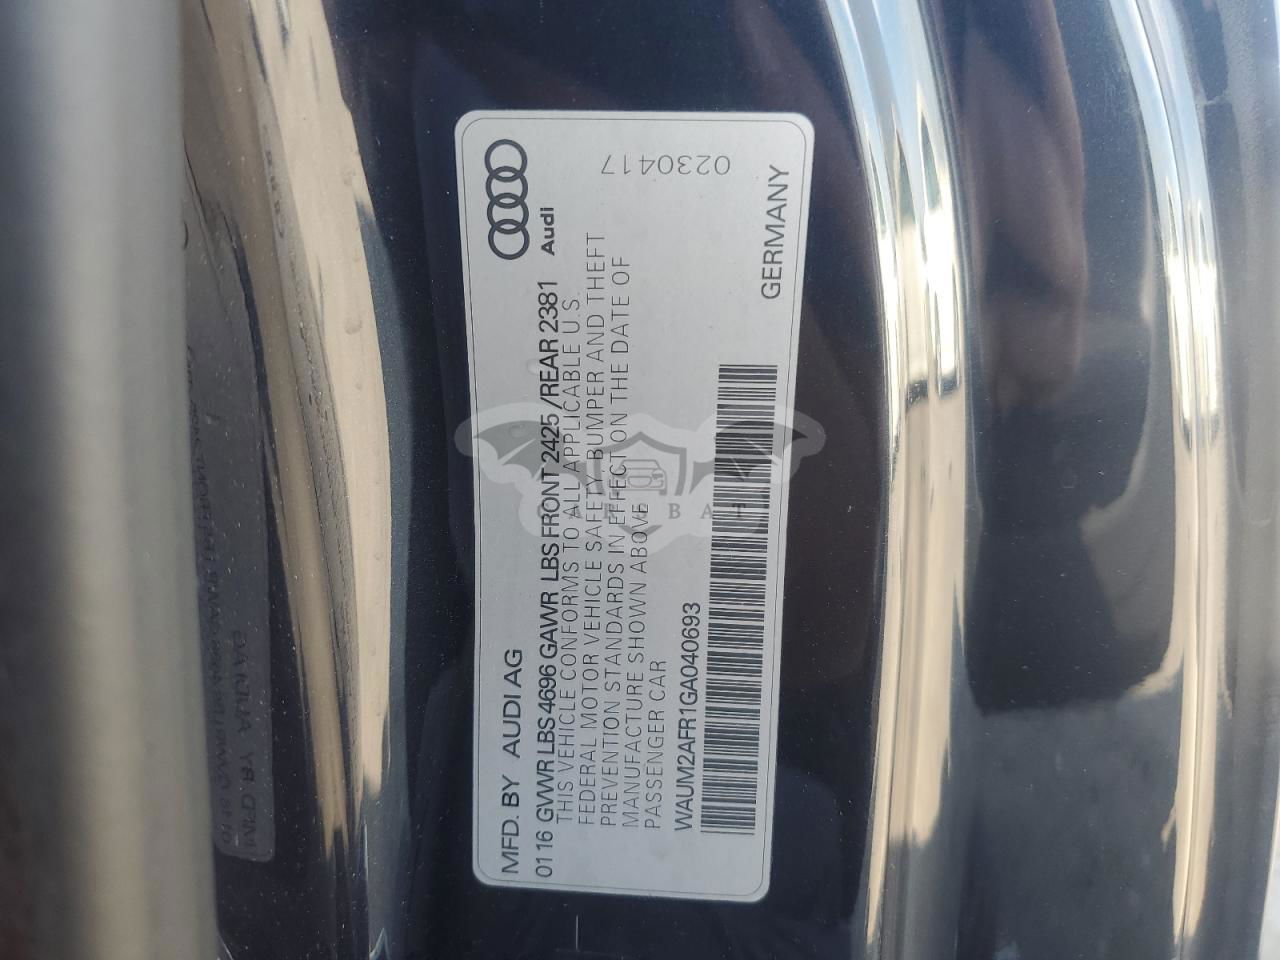 MFD. BY AUDI AG
Audi
0116 GVWR LBS 4696 GAWR LBS FRONT 2425 /REAR 2381
THIS VEHICLE CONFORMS TO ALL APPLICABLE U.S.
FEDERAL MOTOR VEHICLE SAFETY, BUMPER AND THEFT
PREVENTION STANDARDS IN EFFECT ON THE DATE OF
MANUFACTURE SHOWN ABOVE
PASSENGER CAR
WAUM2AFR1GA040693
GERMANY
0230417